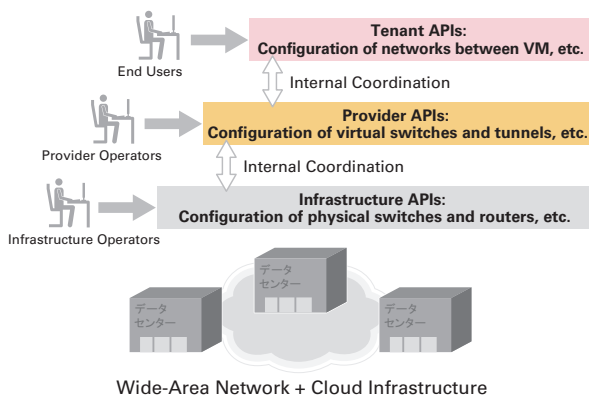 Tenant APIs:
Configuration of networks between VM, etc.
End Users
Internal Coordination
Provider APIs:
Configuration of virtual switches and tunnels, etc.
Provider Operators
Internal Coordination
Infrastructure APIs:
Configuration of physical switches and routers, etc.
Infrastructure Operators
データ
センター
データ
センター
データ
センター
Wide-Area Network + Cloud Infrastructure